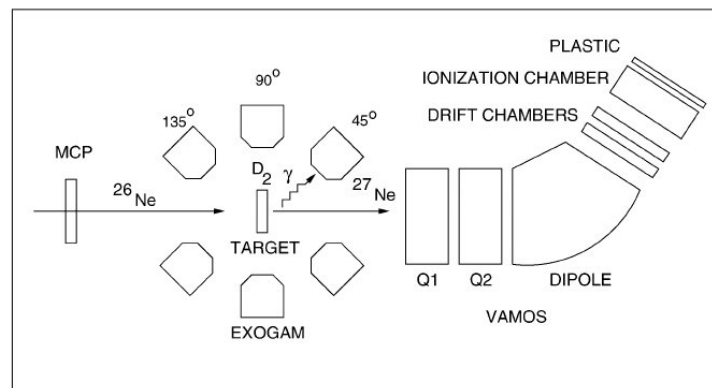 PLASTIC
IONIZATION CHAMBER
DRIFT CHAMBERS
90°
135°
45°
MCP
D₂
γ
²⁶Ne
²⁷Ne
TARGET
EXOGAM
Q1
Q2
DIPOLE
VAMOS